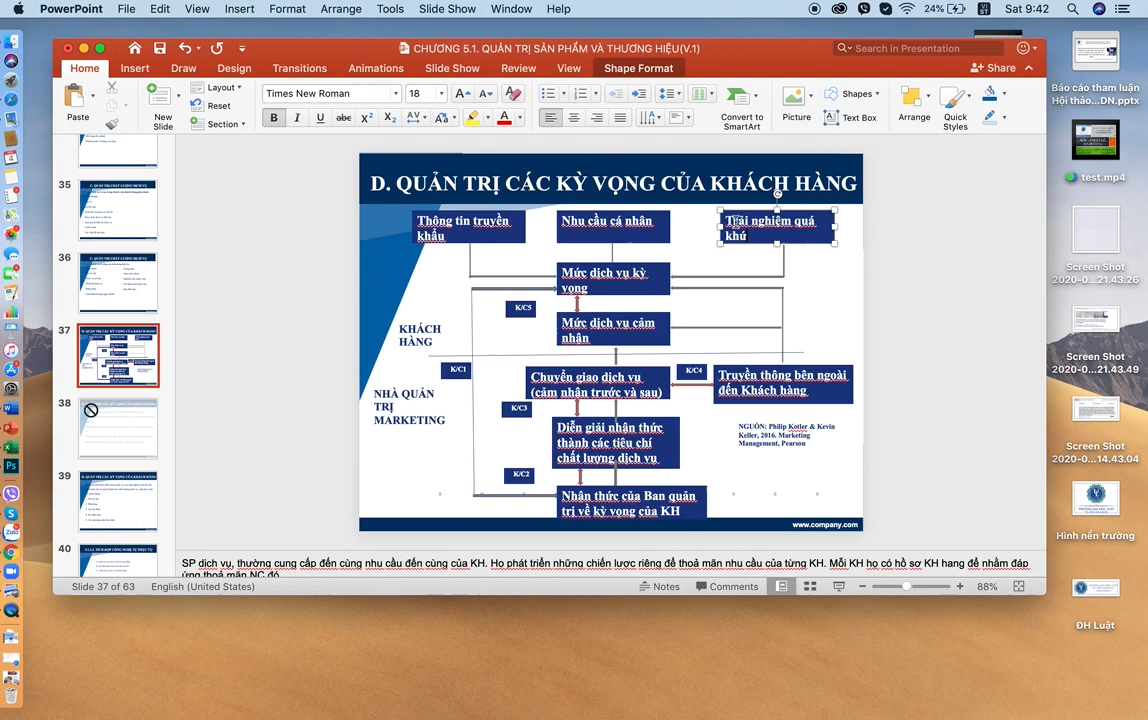 PowerPoint File Edit View Insert Format Arrange Tools Slide Show Window Help
24% VI ST Sat 9:42
CHƯƠNG 5.1. QUẢN TRỊ SẢN PHẨM VÀ THƯƠNG HIỆU(V.1)
Search in Presentation
Home Insert Draw Design Transitions Animations Slide Show Review View Shape Format
Share
Paste
New Slide
Layout
Reset
Section
Times New Roman 18
Convert to SmartArt
Picture
Shapes
Text Box
Arrange
Quick Styles
35
36
37
38
39
40
D. QUẢN TRỊ CÁC KỲ VỌNG CỦA KHÁCH HÀNG
Thông tin truyền
khẩu
Nhu cầu cá nhân
Trải nghiệm quá
khứ
Mức dịch vụ kỳ
vọng
K/C5
Mức dịch vụ cảm
nhận
KHÁCH
HÀNG
K/C1
Chuyển giao dịch vụ
(cảm nhận trước và sau)
K/C4
Truyền thông bên ngoài
đến Khách hàng
NHÀ QUẢN
TRỊ
MARKETING
K/C3
Diễn giải nhận thức
thành các tiêu chí
chất lượng dịch vụ
NGUỒN: Philip Kotler & Kevin
Keller, 2016. Marketing
Management, Pearson
K/C2
Nhận thức của Ban quản
trị về kỳ vọng của KH
www.company.com
SP dịch vụ, thường cung cấp đến cùng nhu cầu đến cùng của KH. Họ phát triển những chiến lược riêng để thoả mãn nhu cầu của từng KH. Mỗi KH họ có hồ sơ KH hang để nhằm đáp
ứng thoả mãn NC đó
Slide 37 of 63 English (United States)
Notes Comments 88%
Báo cáo tham luận
Hội thảo...DN.pptx
test.mp4
Screen Shot
2020-0...21.43.26
Screen Shot
2020-0...21.43.49
Screen Shot
2020-0...14.43.04
Hình nền trường
ĐH Luật